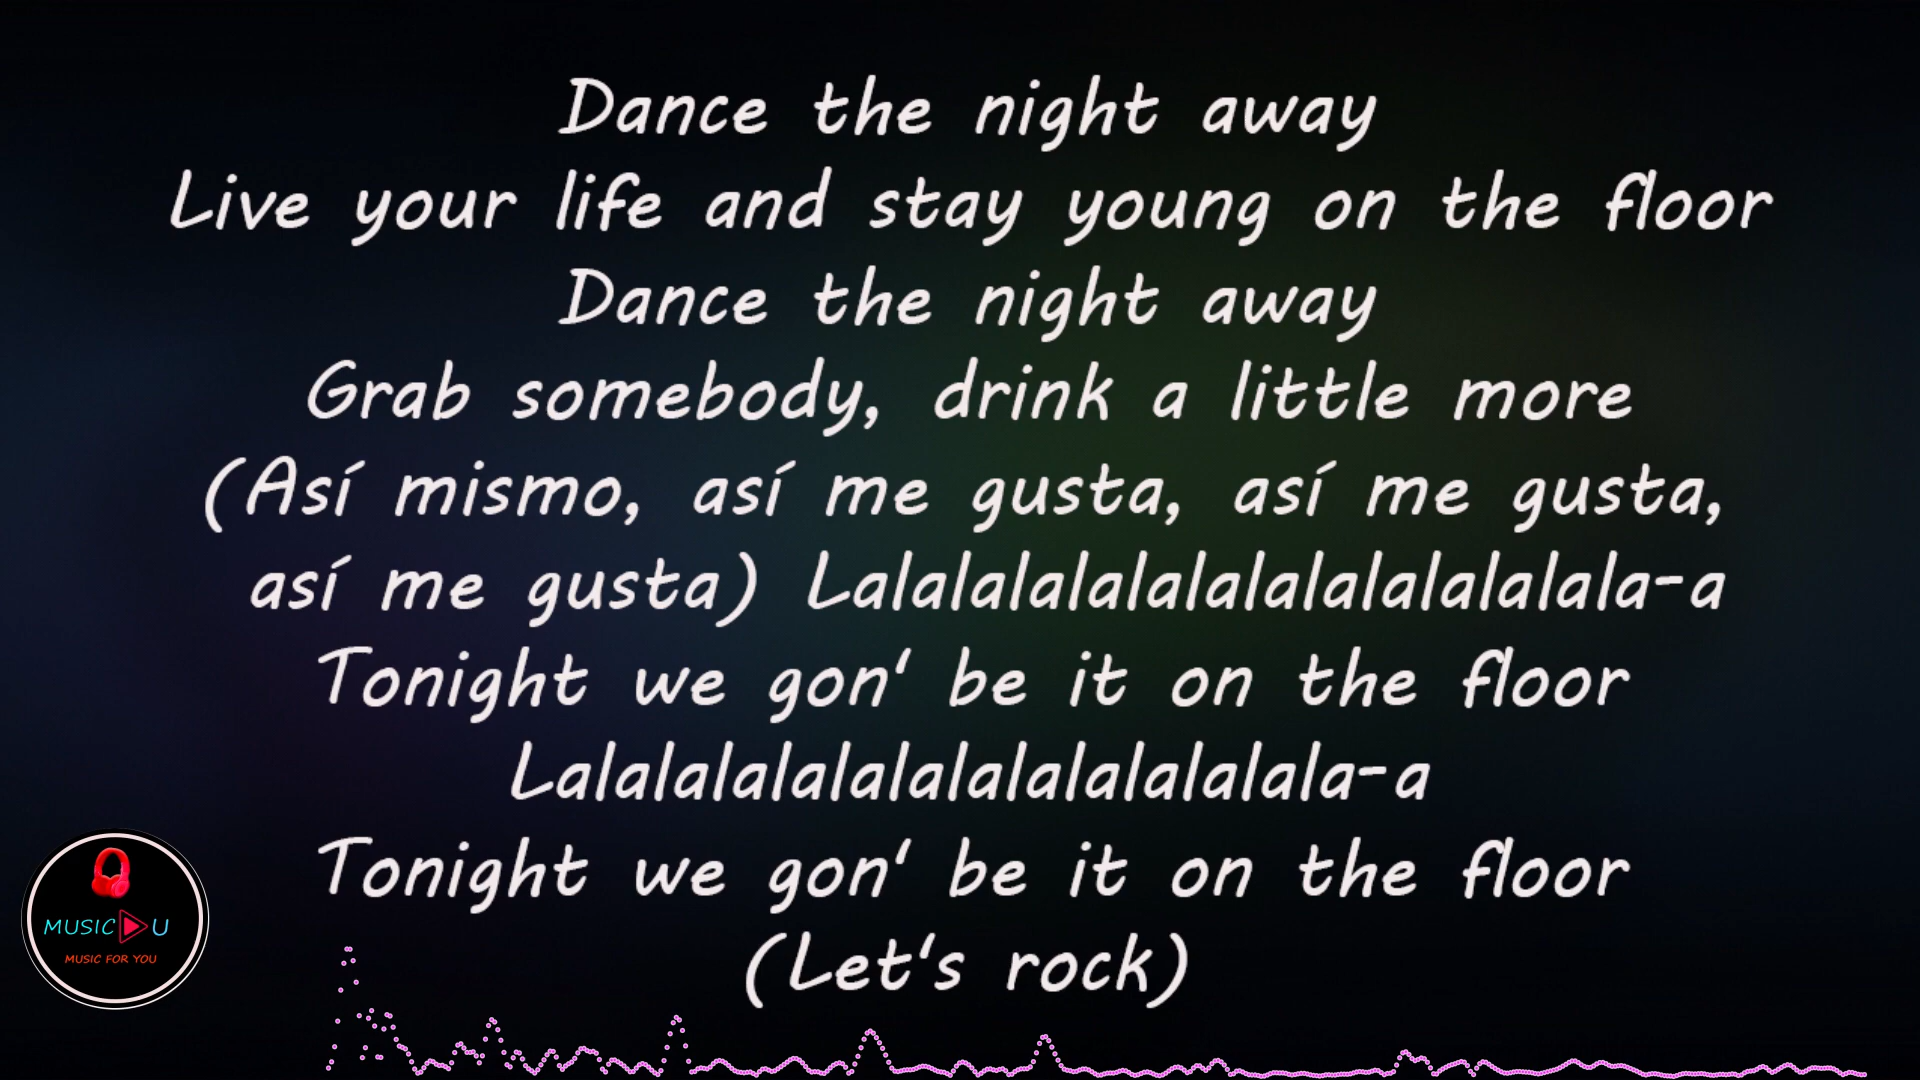 Dance the night away
Live your life and stay young on the floor
Dance the night away
Grab somebody, drink a little more
(Así mismo, así me gusta, así me gusta,
así me gusta) Lalalalalalalalalalalalalalala-a
Tonight we gon' be it on the floor
Lalalalalalalalalalalalalalala-a
Tonight we gon' be it on the floor
(Let's rock)
MUSIC U
MUSIC FOR YOU